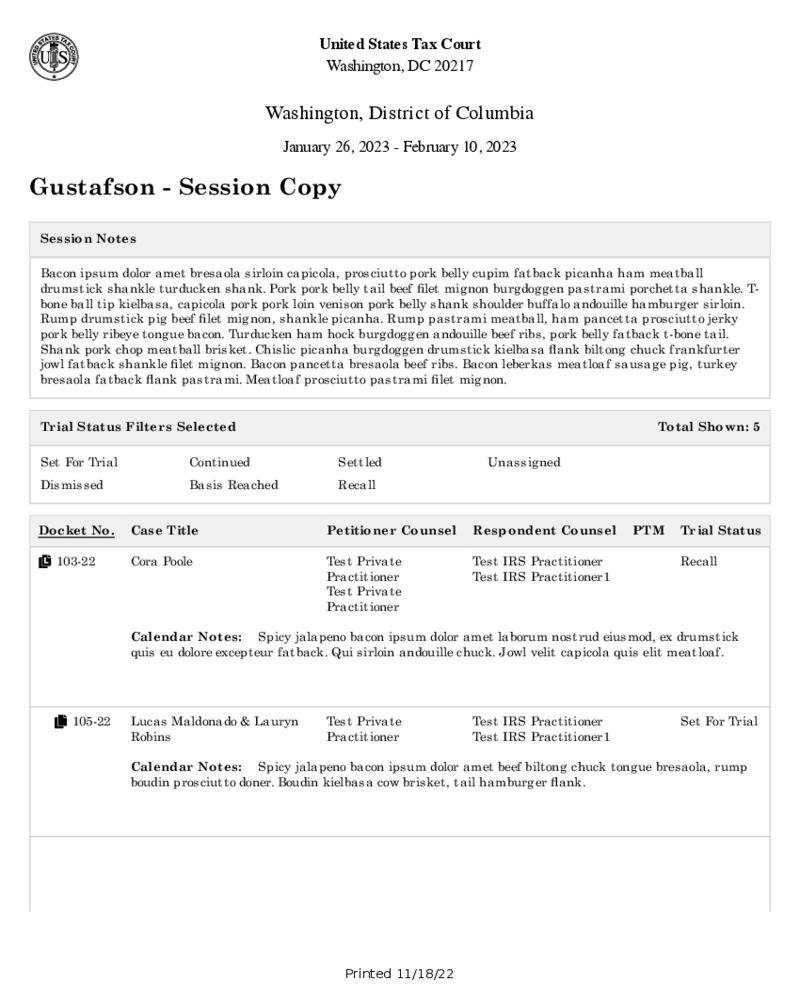 UNITED STATES TAX COURT
US
United States Tax Court
Washington, DC 20217
Washington, District of Columbia
January 26, 2023 - February 10, 2023
Gustafson - Session Copy
Session Notes
Bacon ipsum dolor amet bresaola sirloin capicola, prosciutto pork belly cupim fatback picanha ham meatball
drumstick shankle turducken shank. Pork pork belly tail beef filet mignon burgdoggen pastrami porchetta shankle. T-
bone ball tip kielbasa, capicola pork pork loin venison pork belly shank shoulder buffalo andouille hamburger sirloin.
Rump drumstick pig beef filet mignon, shankle picanha. Rump pastrami meatball, ham pancetta prosciutto jerky
pork belly ribeye tongue bacon. Turducken ham hock burgdoggen andouille beef ribs, pork belly fatback t-bone tail.
Shank pork chop meatball brisket. Chislic picanha burgdoggen drumstick kielbasa flank biltong chuck frankfurter
jowl fatback shankle filet mignon. Bacon pancetta bresaola beef ribs. Bacon leberkas meatloaf sausage pig, turkey
bresaola fatback flank pastrami. Meatloaf prosciutto pastrami filet mignon.
Trial Status Filters Selected Total Shown: 5
Set For Trial Continued Settled Unassigned
Dismissed Basis Reached Recall
Docket No. Case Title Petitioner Counsel Respondent Counsel PTM Trial Status
103-22 Cora Poole Test Private Test IRS Practitioner Recall
Practitioner Test IRS Practitioner1
Test Private
Practitioner
Calendar Notes: Spicy jalapeno bacon ipsum dolor amet laborum nostrud eiusmod, ex drumstick
quis eu dolore excepteur fatback. Qui sirloin andouille chuck. Jowl velit capicola quis elit meatloaf.
105-22 Lucas Maldonado & Lauryn Test Private Test IRS Practitioner Set For Trial
Robins Practitioner Test IRS Practitioner1
Calendar Notes: Spicy jalapeno bacon ipsum dolor amet beef biltong chuck tongue bresaola, rump
boudin prosciutto doner. Boudin kielbasa cow brisket, tail hamburger flank.
Printed 11/18/22